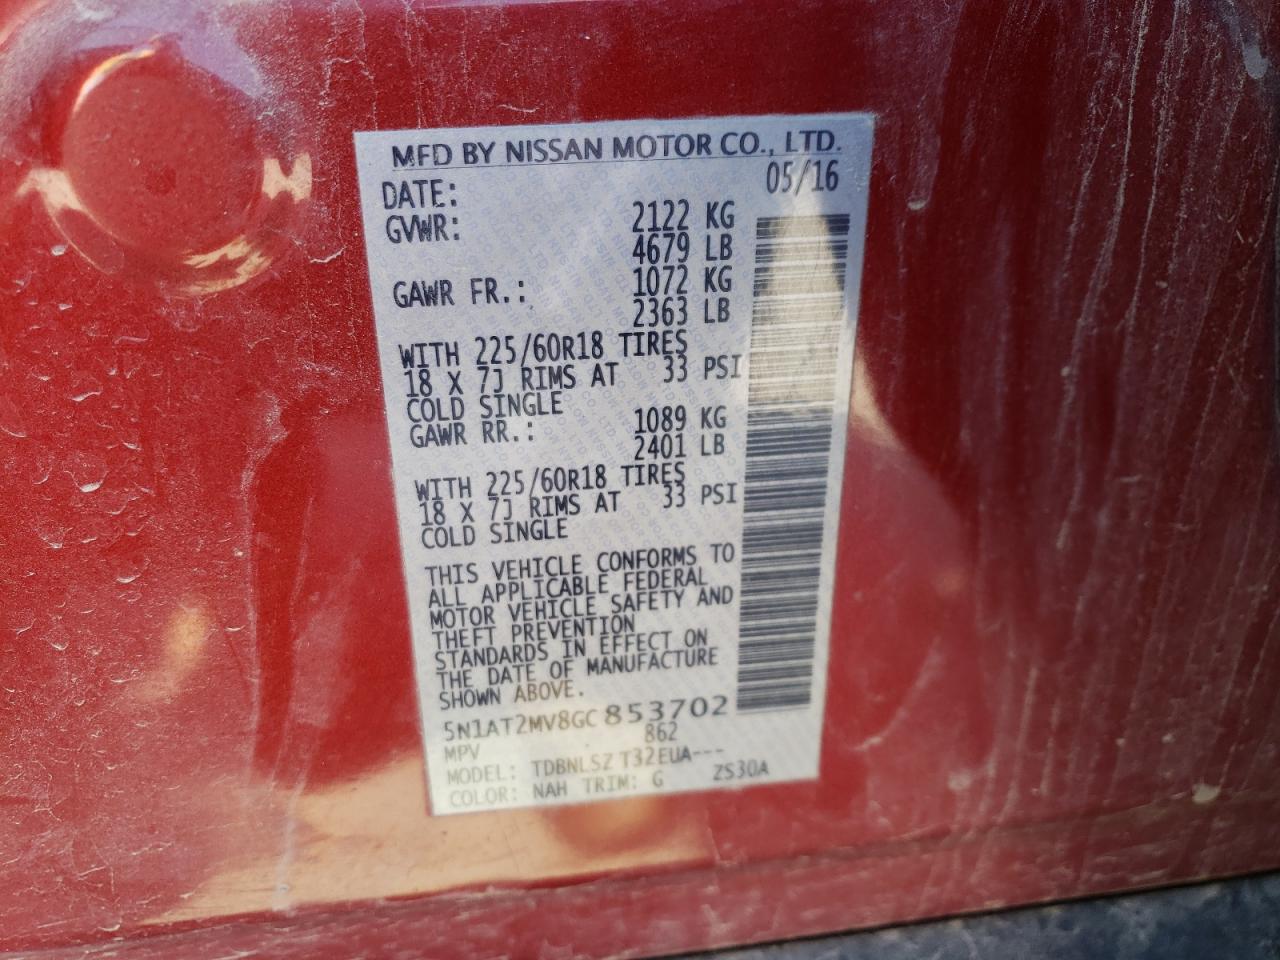 MFD BY NISSAN MOTOR CO., LTD.
DATE: 05/16
GVWR: 2122 KG
4679 LB
GAWR FR.: 1072 KG
2363 LB
WITH 225/60R18 TIRES
18 X 7J RIMS AT 33 PSI
COLD SINGLE
GAWR RR.: 1089 KG
2401 LB
WITH 225/60R18 TIRES
18 X 7J RIMS AT 33 PSI
COLD SINGLE
THIS VEHICLE CONFORMS TO
ALL APPLICABLE FEDERAL
MOTOR VEHICLE SAFETY AND
THEFT PREVENTION
STANDARDS IN EFFECT ON
THE DATE OF MANUFACTURE
SHOWN ABOVE.
5N1AT2MV8GC853702
MPV 862
MODEL: TDBNLSZ T32EUA---
COLOR: NAH TRIM: G ZS30A